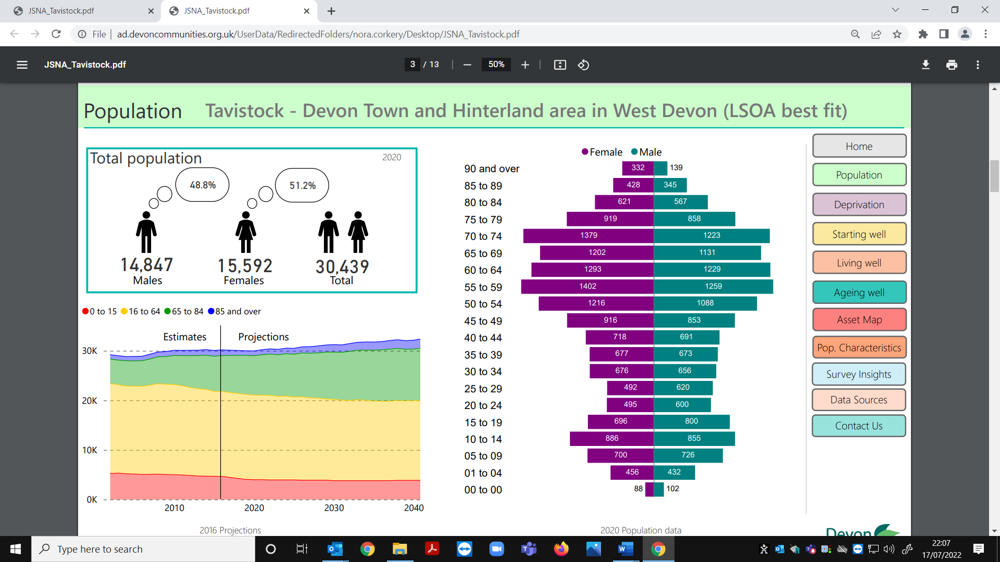 JSNA_Tavistock.pdf
JSNA_Tavistock.pdf
File
ad.devoncommunities.org.uk/UserData/RedirectedFolders/nora.corkery/Desktop/JSNA_Tavistock.pdf
JSNA_Tavistock.pdf
3 / 13
50%
Population
Tavistock - Devon Town and Hinterland area in West Devon (LSOA best fit)
Total population
2020
48.8%
51.2%
14,847
15,592
30,439
Males
Females
Total
0 to 15
16 to 64
65 to 84
85 and over
Estimates
Projections
30K
20K
10K
0K
2010
2020
2030
2040
2016 Projections
Female
Male
90 and over 332 139
85 to 89 428 345
80 to 84 621 567
75 to 79 919 858
70 to 74 1379 1223
65 to 69 1202 1131
60 to 64 1293 1229
55 to 59 1402 1259
50 to 54 1216 1088
45 to 49 916 853
40 to 44 718 691
35 to 39 677 673
30 to 34 676 656
25 to 29 492 620
20 to 24 495 600
15 to 19 696 800
10 to 14 886 855
05 to 09 700 726
01 to 04 456 432
00 to 00 88 102
2020 Population data
Home
Population
Deprivation
Starting well
Living well
Ageing well
Asset Map
Pop. Characteristics
Survey Insights
Data Sources
Contact Us
Devon
Type here to search
22:07
17/07/2022